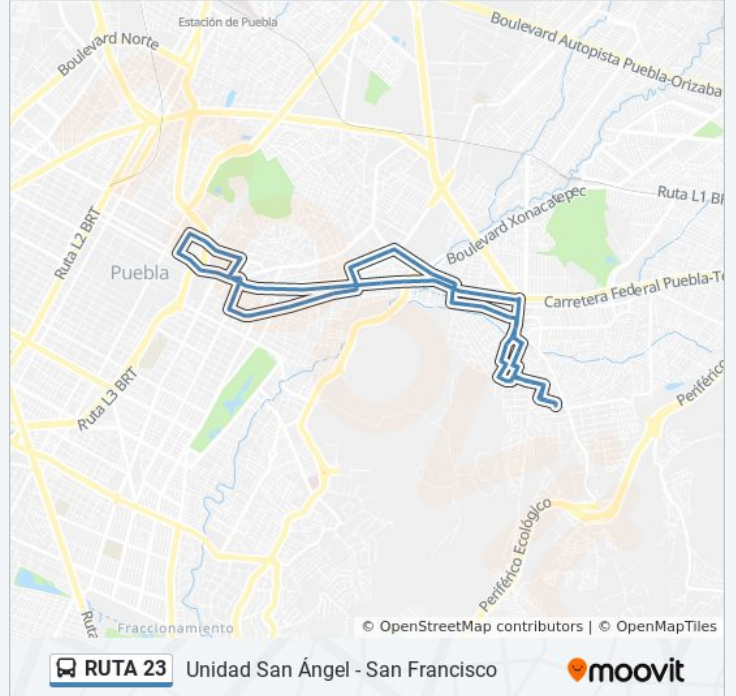 Estación de Puebla
Boulevard Norte
Boulevard Autopista Puebla-Orizaba
Ruta L1 BR
Boulevard Xonacatepec
Ruta L2 BRT
Puebla
Carretera Federal Puebla-Te
Ruta L3 BRT
Periférico
Periférico Ecológico
Ruta
Fraccionamiento
© OpenStreetMap contributors | © OpenMapTiles
RUTA 23 Unidad San Ángel - San Francisco
moovit